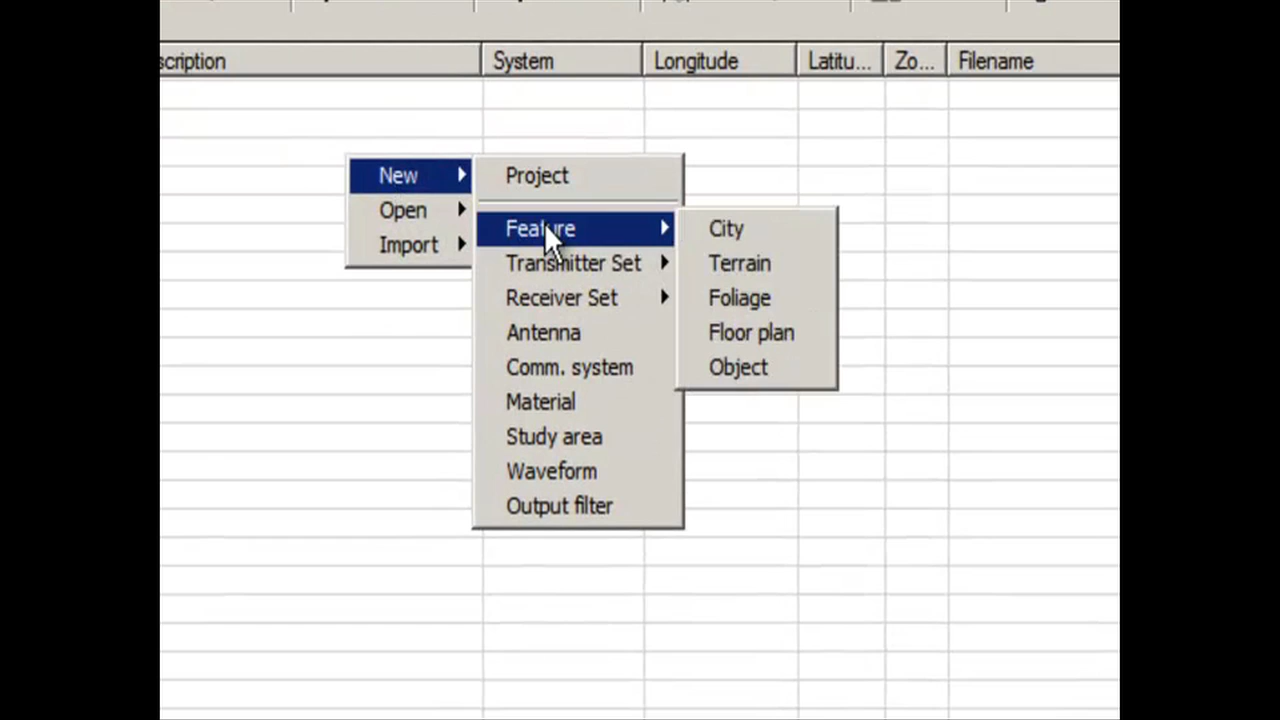 scription System Longitude Latitu... Zo... Filename
New
Open
Import
Project
Feature
Transmitter Set
Receiver Set
Antenna
Comm. system
Material
Study area
Waveform
Output filter
City
Terrain
Foliage
Floor plan
Object